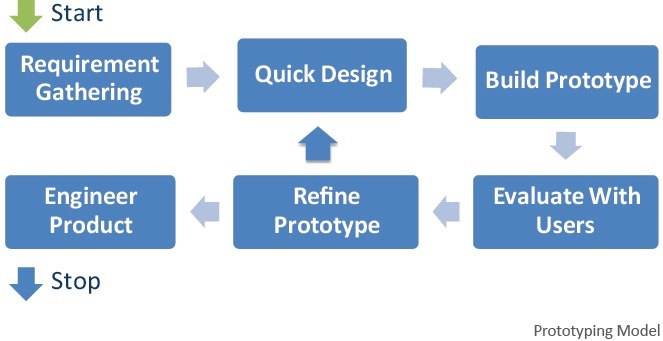 Start
Requirement
Gathering
Quick Design
Build Prototype
Engineer
Product
Refine
Prototype
Evaluate With
Users
Stop
Prototyping Model